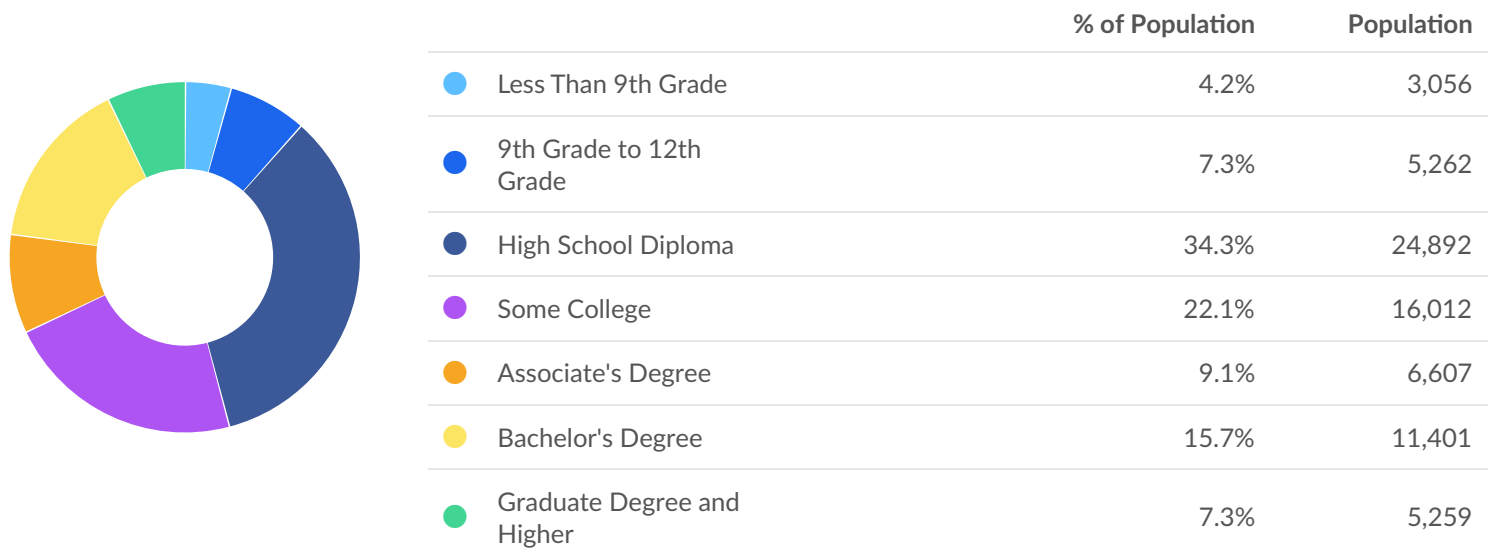 % of Population Population
Less Than 9th Grade 4.2% 3,056
9th Grade to 12th
Grade 7.3% 5,262
High School Diploma 34.3% 24,892
Some College 22.1% 16,012
Associate's Degree 9.1% 6,607
Bachelor's Degree 15.7% 11,401
Graduate Degree and
Higher 7.3% 5,259